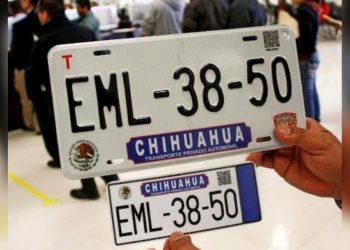 T
EML-38-50
CHIHUAHUA
TRANSPORTE PRIVADO AUTOMOVIL
CHIHUAHUA
EML-38-50